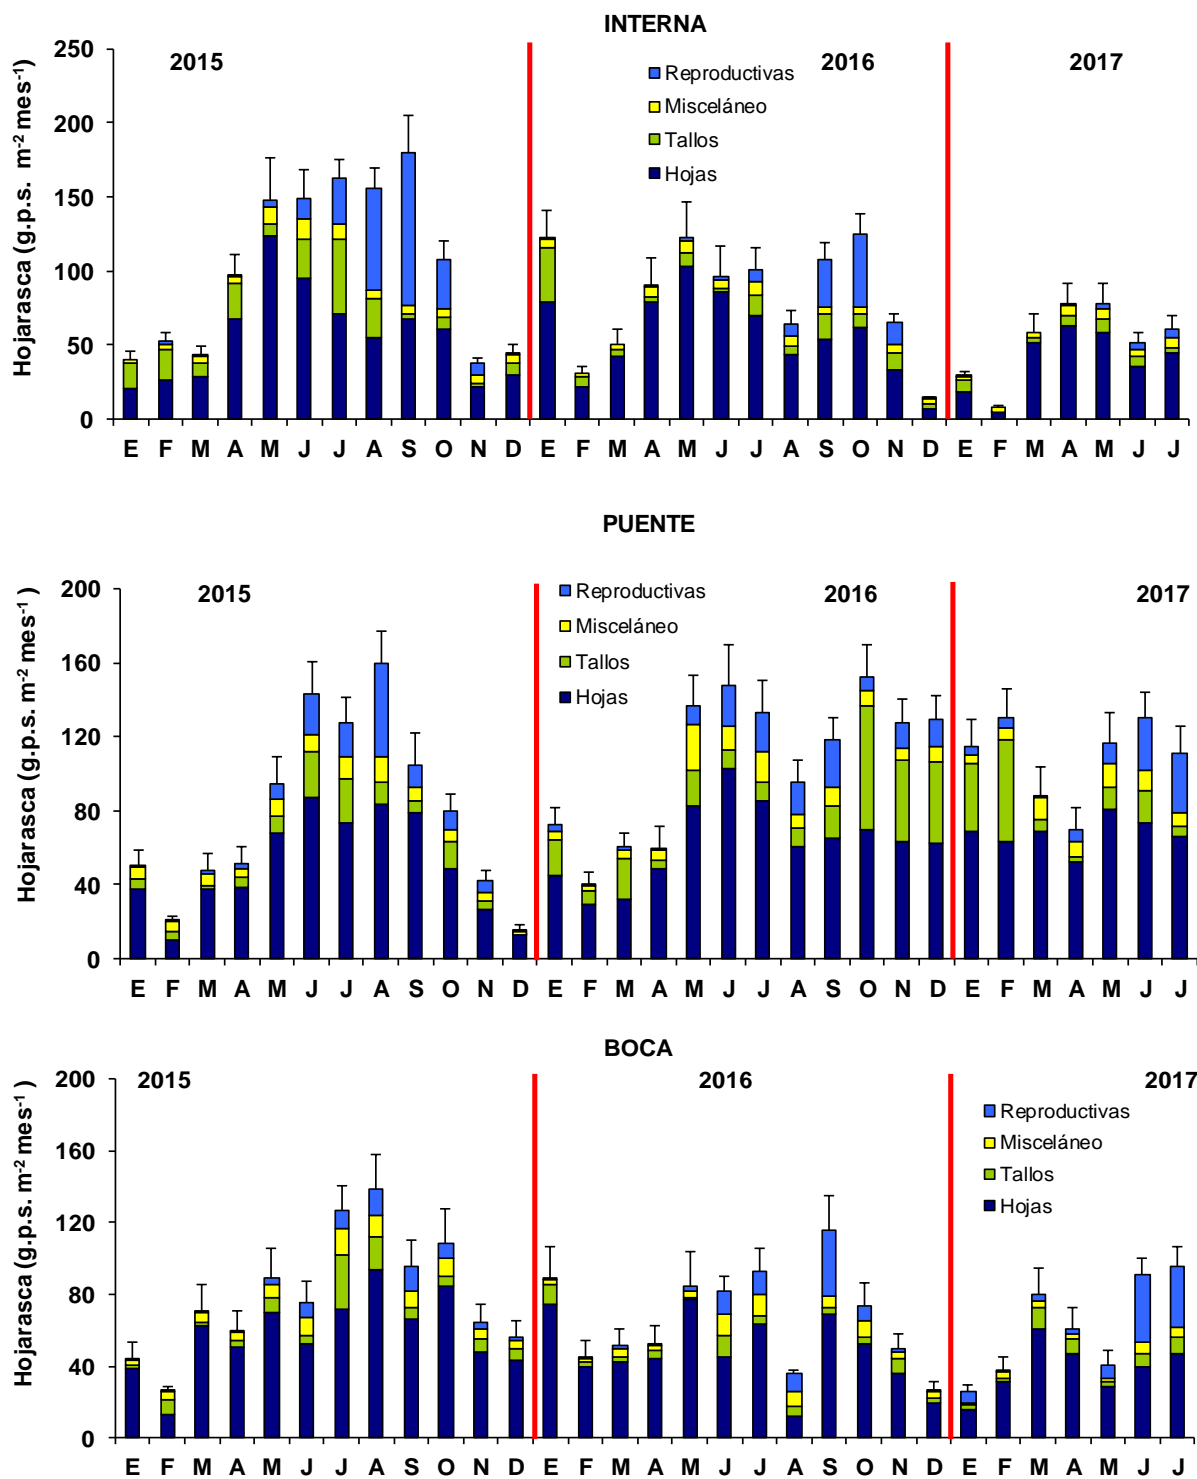 INTERNA
250
200
150
100
50
0
Hojarasca (g.p.s. m⁻² mes⁻¹)
2015
2016
2017
Reproductivas
Misceláneo
Tallos
Hojas
E F M A M J J A S O N D E F M A M J J A S O N D E F M A M J J
PUENTE
200
160
120
80
40
0
Hojarasca (g.p.s. m⁻² mes⁻¹)
2015
2016
2017
Reproductivas
Misceláneo
Tallos
Hojas
E F M A M J J A S O N D E F M A M J J A S O N D E F M A M J J
BOCA
200
160
120
80
40
0
Hojarasca (g.p.s. m⁻² mes⁻¹)
2015
2016
2017
Reproductivas
Misceláneo
Tallos
Hojas
E F M A M J J A S O N D E F M A M J J A S O N D E F M A M J J